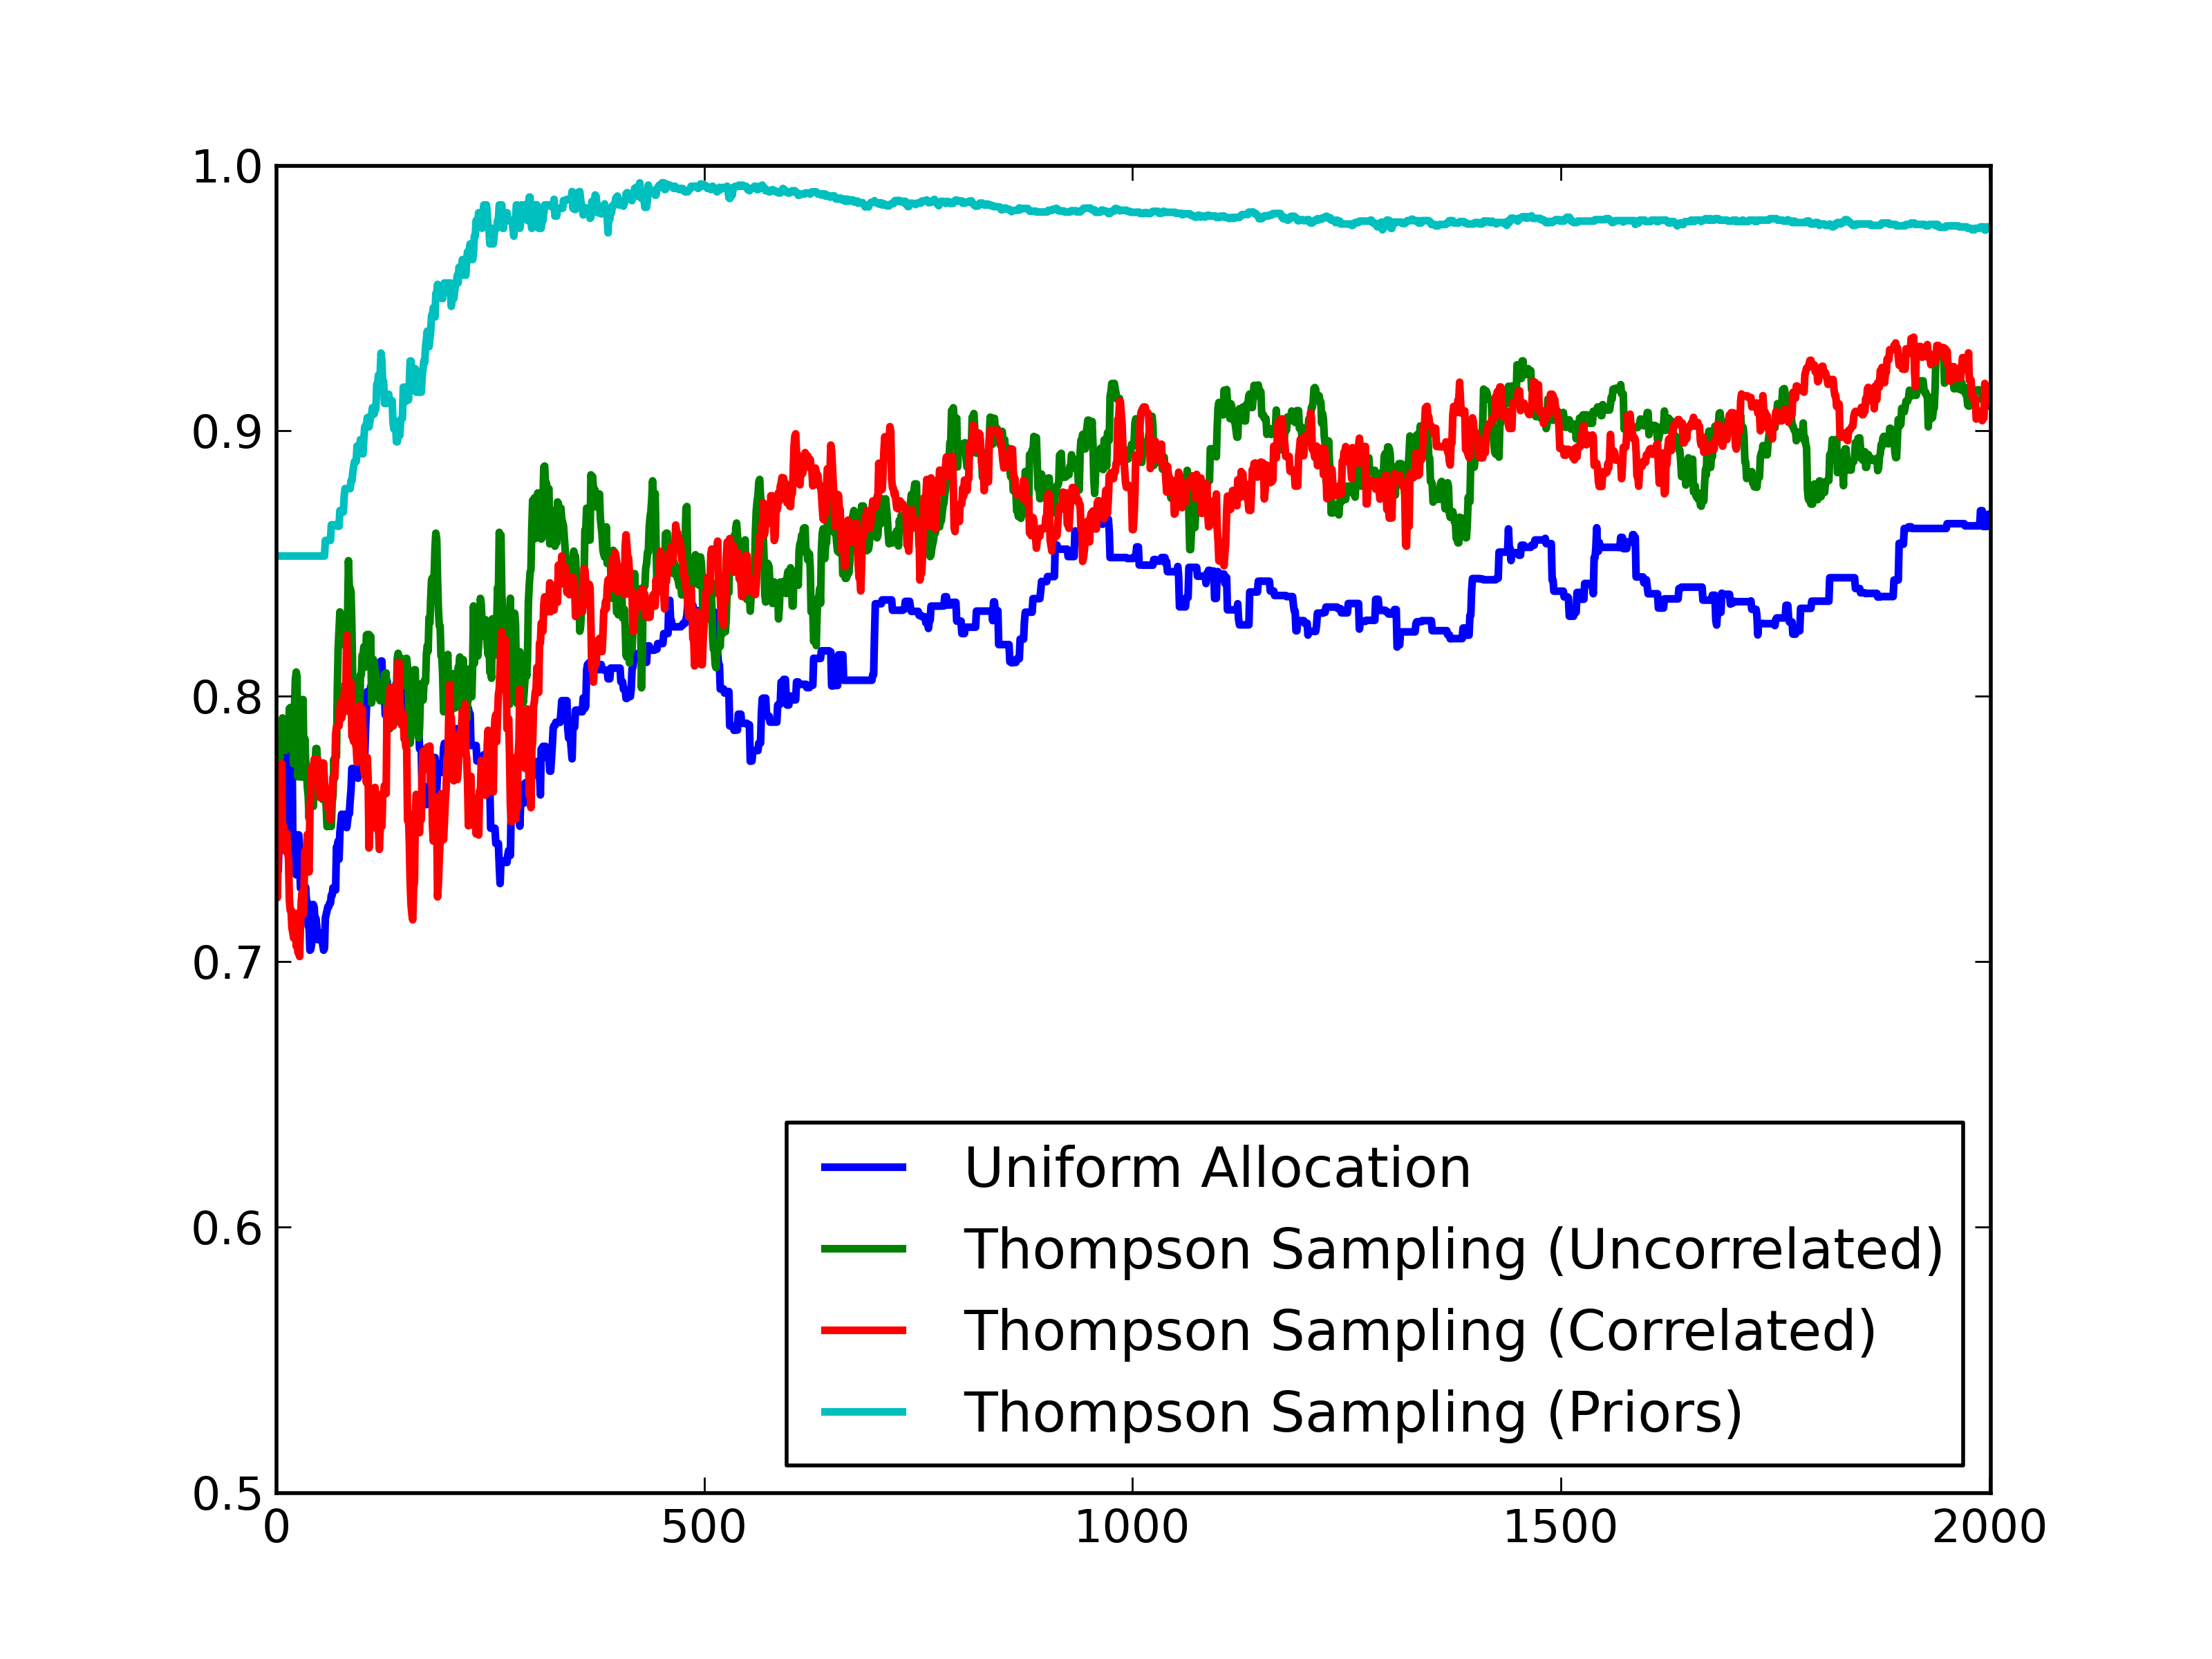 1.0
0.9
0.8
0.7
0.6
0.5
0
500
1000
1500
2000
Uniform Allocation
Thompson Sampling (Uncorrelated)
Thompson Sampling (Correlated)
Thompson Sampling (Priors)